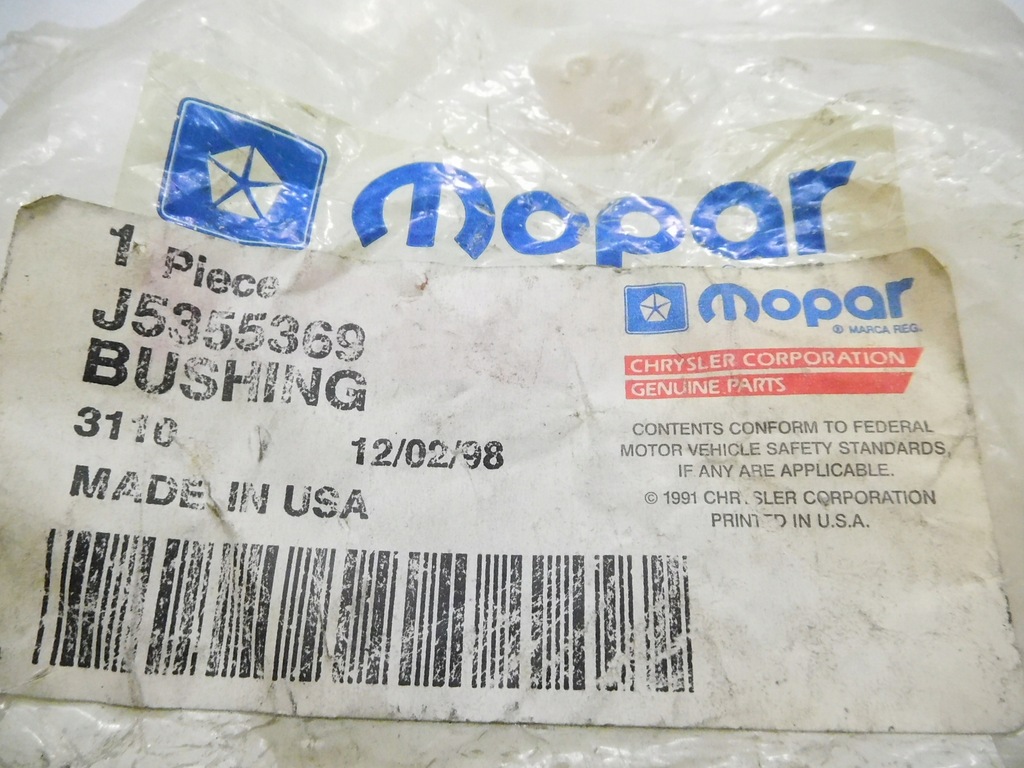 mopar
1 Piece
J5355369
BUSHING
3110 12/02/98
MADE IN USA
mopar
® MARCA REG.
CHRYSLER CORPORATION
GENUINE PARTS
CONTENTS CONFORM TO FEDERAL
MOTOR VEHICLE SAFETY STANDARDS,
IF ANY ARE APPLICABLE.
© 1991 CHRYSLER CORPORATION
PRINTED IN U.S.A.